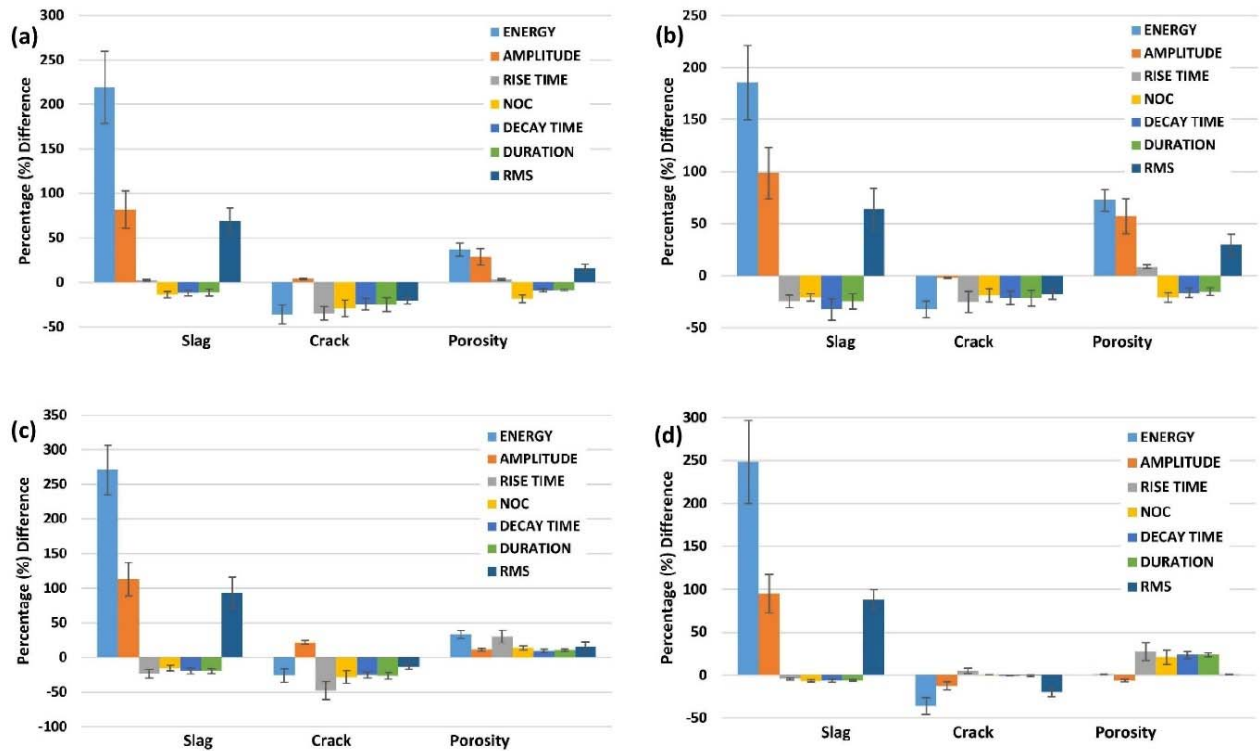 (a)
Percentage (%) Difference
300
250
200
150
100
50
0
-50
ENERGY
AMPLITUDE
RISE TIME
NOC
DECAY TIME
DURATION
RMS
Slag Crack Porosity
(b)
Percentage (%) Difference
250
200
150
100
50
0
-50
ENERGY
AMPLITUDE
RISE TIME
NOC
DECAY TIME
DURATION
RMS
Slag Crack Porosity
(c)
Percentage (%) Difference
350
300
250
200
150
100
50
0
-50
-100
ENERGY
AMPLITUDE
RISE TIME
NOC
DECAY TIME
DURATION
RMS
Slag Crack Porosity
(d)
Percentage (%) Difference
300
250
200
150
100
50
0
-50
ENERGY
AMPLITUDE
RISE TIME
NOC
DECAY TIME
DURATION
RMS
Slag Crack Porosity